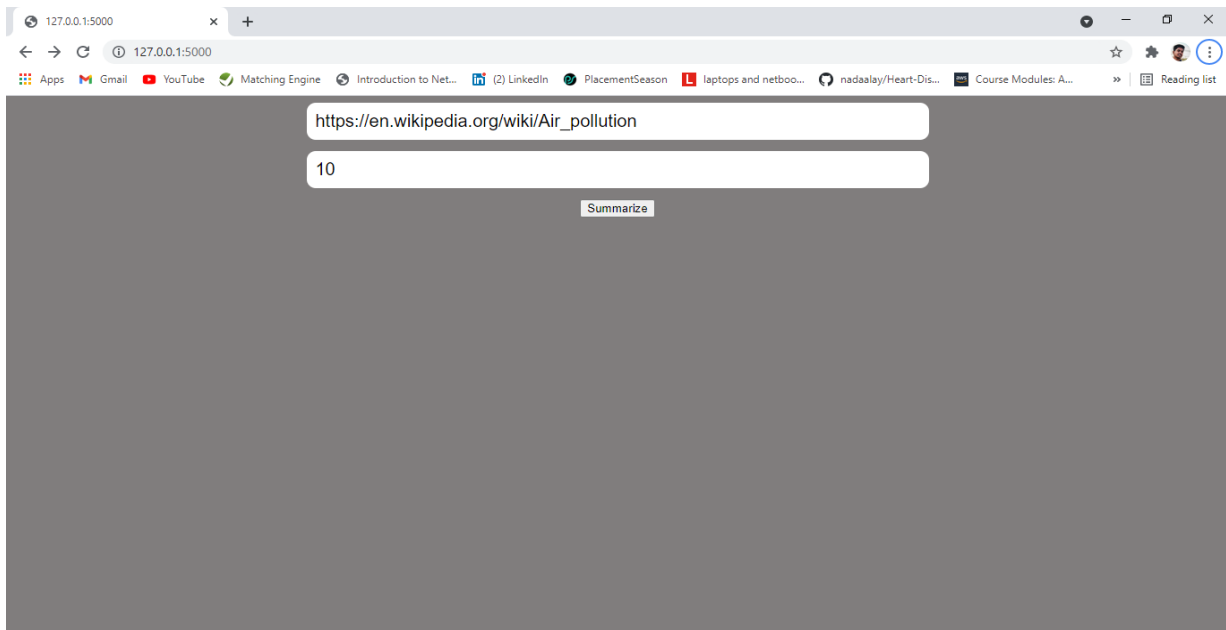 127.0.0.1:5000
127.0.0.1:5000
Apps Gmail YouTube Matching Engine Introduction to Net... (2) LinkedIn PlacementSeason L laptops and netboo... nadaalay/Heart-Dis... aws Course Modules: A... » Reading list
https://en.wikipedia.org/wiki/Air_pollution
10
Summarize